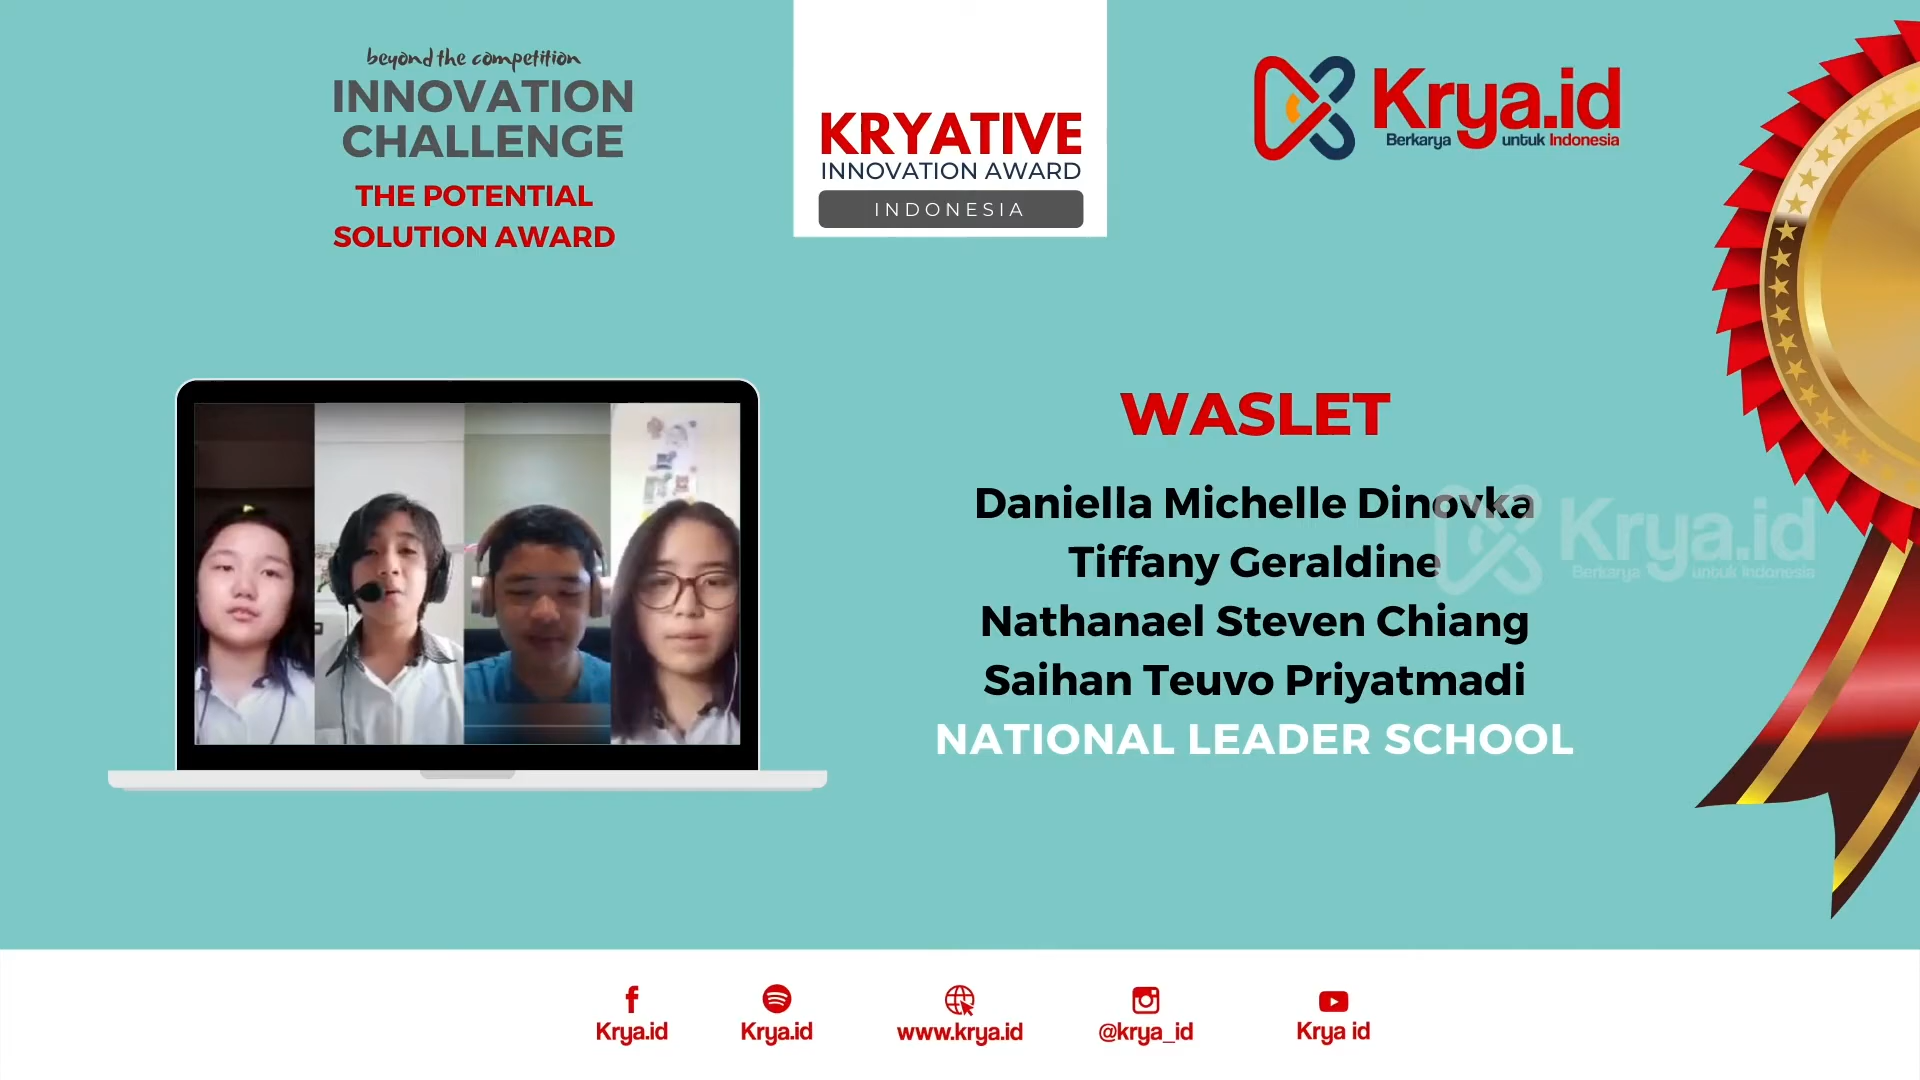 beyond the competition
INNOVATION
CHALLENGE
THE POTENTIAL
SOLUTION AWARD
KRYATIVE
INNOVATION AWARD
INDONESIA
Krya.id
Berkarya untuk Indonesia
WASLET
Daniella Michelle Dinovka
Tiffany Geraldine
Nathanael Steven Chiang
Saihan Teuvo Priyatmadi
NATIONAL LEADER SCHOOL
Krya.id
Berkarya untuk Indonesia
Krya.id
Krya.id
www.krya.id
@krya_id
Krya id